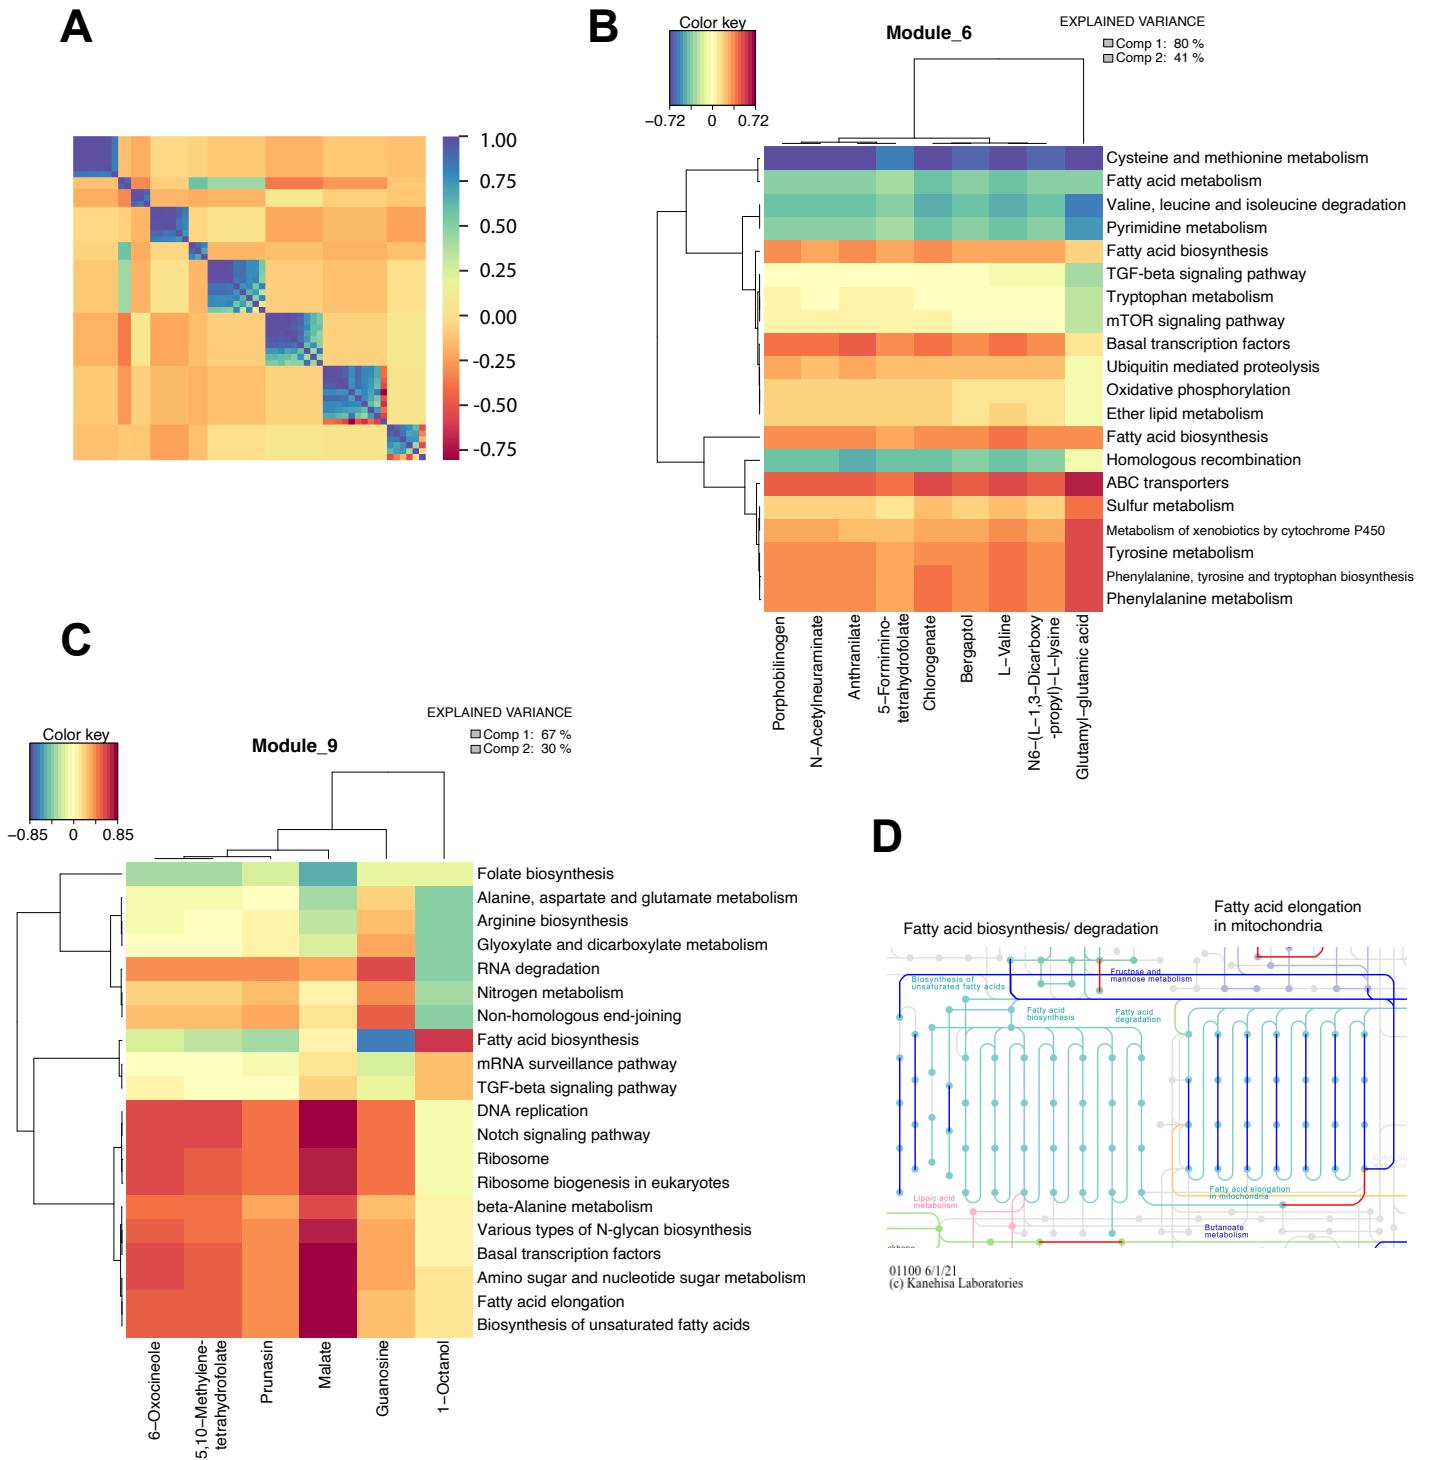 A
1.00
0.75
0.50
0.25
0.00
-0.25
-0.50
-0.75
B
Color key
−0.72 0 0.72
Module_6
EXPLAINED VARIANCE
Comp 1: 80 %
Comp 2: 41 %
Cysteine and methionine metabolism
Fatty acid metabolism
Valine, leucine and isoleucine degradation
Pyrimidine metabolism
Fatty acid biosynthesis
TGF-beta signaling pathway
Tryptophan metabolism
mTOR signaling pathway
Basal transcription factors
Ubiquitin mediated proteolysis
Oxidative phosphorylation
Ether lipid metabolism
Fatty acid biosynthesis
Homologous recombination
ABC transporters
Sulfur metabolism
Metabolism of xenobiotics by cytochrome P450
Tyrosine metabolism
Phenylalanine, tyrosine and tryptophan biosynthesis
Phenylalanine metabolism
Porphobilinogen
N−Acetylneuraminate
Anthranilate
5−Formimino-
tetrahydrofolate
Chlorogenate
Bergaptol
L−Valine
N6−(L−1,3−Dicarboxy
-propyl)−L−lysine
Glutamyl−glutamic acid
C
Color key
−0.85 0 0.85
Module_9
EXPLAINED VARIANCE
Comp 1: 67 %
Comp 2: 30 %
Folate biosynthesis
Alanine, aspartate and glutamate metabolism
Arginine biosynthesis
Glyoxylate and dicarboxylate metabolism
RNA degradation
Nitrogen metabolism
Non-homologous end-joining
Fatty acid biosynthesis
mRNA surveillance pathway
TGF-beta signaling pathway
DNA replication
Notch signaling pathway
Ribosome
Ribosome biogenesis in eukaryotes
beta-Alanine metabolism
Various types of N-glycan biosynthesis
Basal transcription factors
Amino sugar and nucleotide sugar metabolism
Fatty acid elongation
Biosynthesis of unsaturated fatty acids
6−Oxocineole
5,10−Methylene-
tetrahydrofolate
Prunasin
Malate
Guanosine
1−Octanol
D
Fatty acid biosynthesis/ degradation
Fatty acid elongation
in mitochondria
Biosynthesis of
unsaturated fatty acids
Fructose and
mannose metabolism
Fatty acid
biosynthesis
Fatty acid
degradation
Lipoic acid
metabolism
Fatty acid elongation
in mitochondria
Butanoate
metabolism
01100 6/1/21
(c) Kanehisa Laboratories